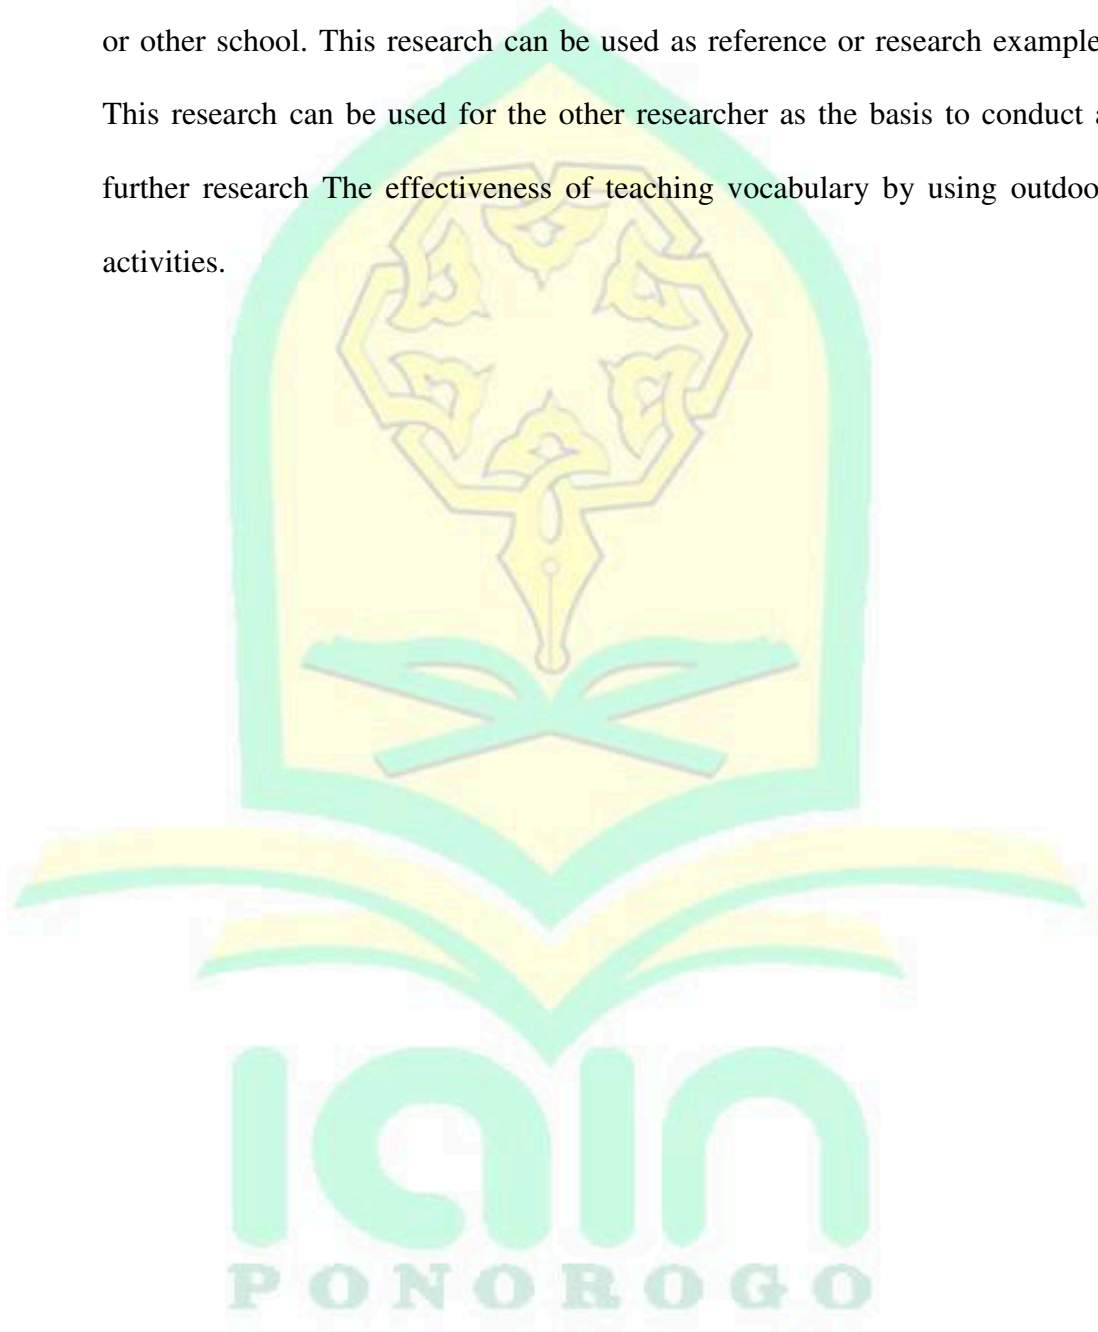 or other school. This research can be used as reference or research example
This research can be used for the other researcher as the basis to conduct a
further research The effectiveness of teaching vocabulary by using outdoo
activities.
iain
PONOROGO